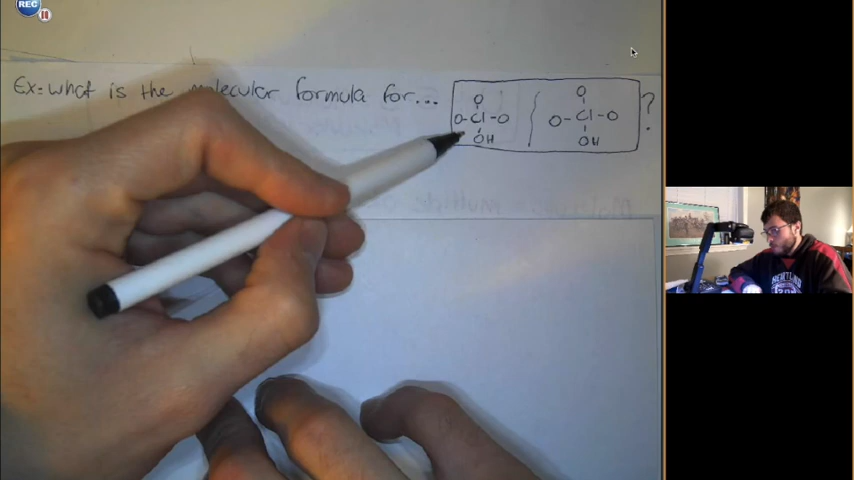 REC
Ex: what is the molecular formula for... ?
O O
O-Cl-O O-Cl-O
OH OH